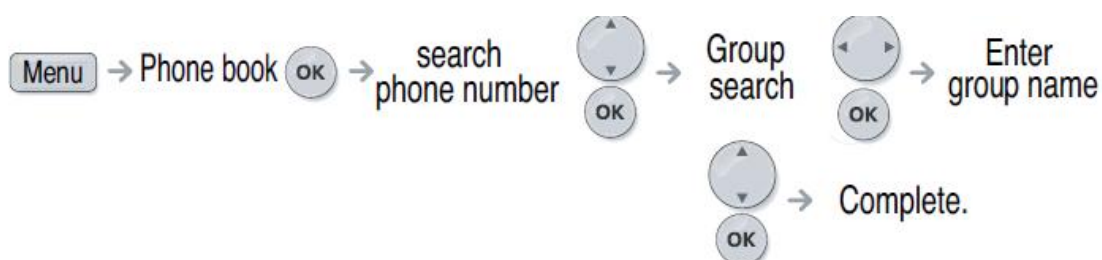 Menu → Phone book OK → search phone number OK → Group search OK → Enter group name
OK → Complete.